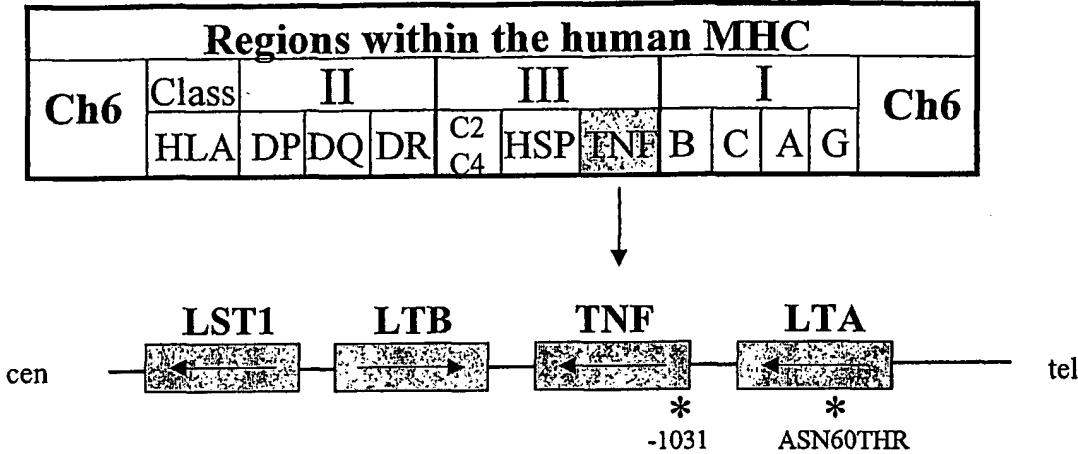 Regions within the human MHC
Ch6 Class II III I Ch6
HLA DP DQ DR C2 C4 HSP TNF B C A G
LST1 LTB TNF LTA
cen tel
* *
-1031 ASN60THR